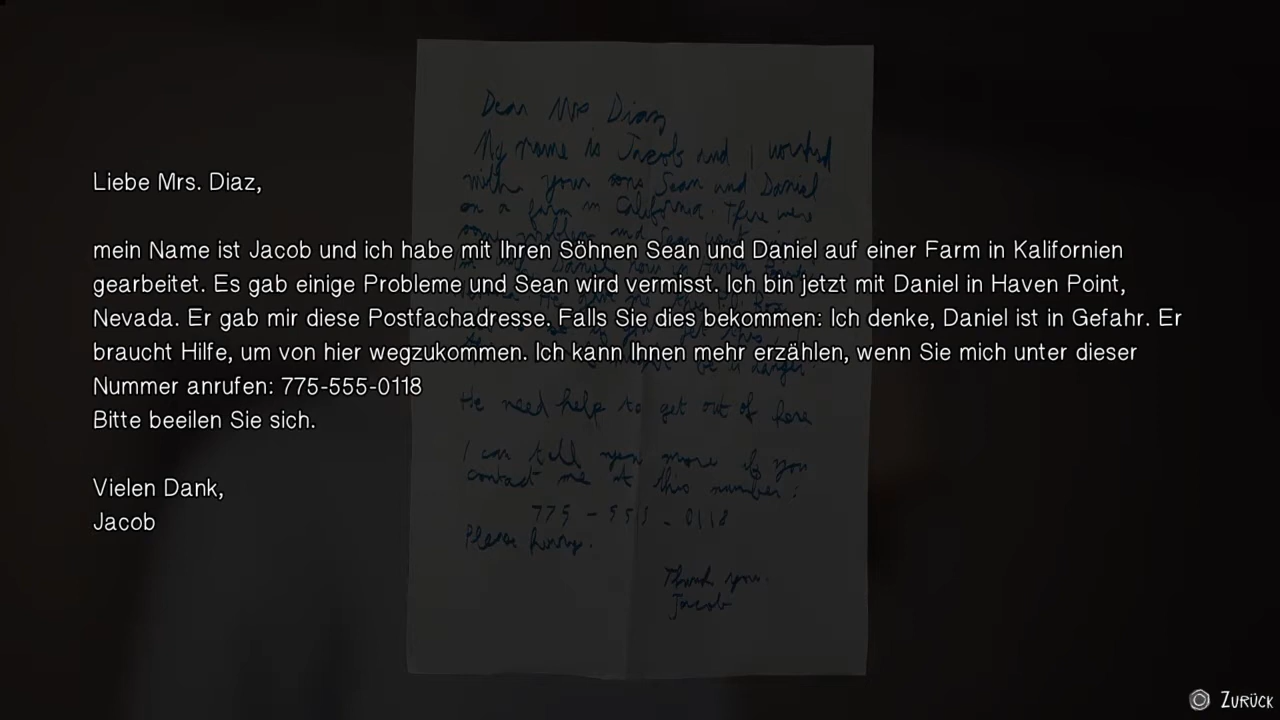 Liebe Mrs. Diaz,
mein Name ist Jacob und ich habe mit Ihren Söhnen Sean und Daniel auf einer Farm in Kalifornien
gearbeitet. Es gab einige Probleme und Sean wird vermisst. Ich bin jetzt mit Daniel in Haven Point,
Nevada. Er gab mir diese Postfachadresse. Falls Sie dies bekommen: Ich denke, Daniel ist in Gefahr. Er
braucht Hilfe, um von hier wegzukommen. Ich kann Ihnen mehr erzählen, wenn Sie mich unter dieser
Nummer anrufen: 775-555-0118
Bitte beeilen Sie sich.
Vielen Dank,
Jacob
Dear Mrs Diaz
My name is Jacob and I worked
with your sons Sean and Daniel
on a farm in California. There were
He need help to get out of here
I can tell you more if you
contact me at this number:
775-555-0118
Please hurry.
Thank you.
Jacob
ZURÜCK